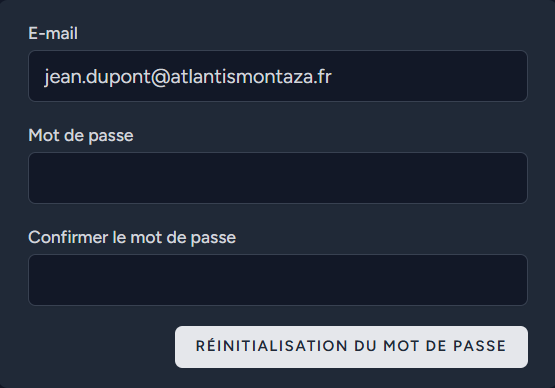 E-mail
jean.dupont@atlantismontaza.fr
Mot de passe
Confirmer le mot de passe
RÉINITIALISATION DU MOT DE PASSE